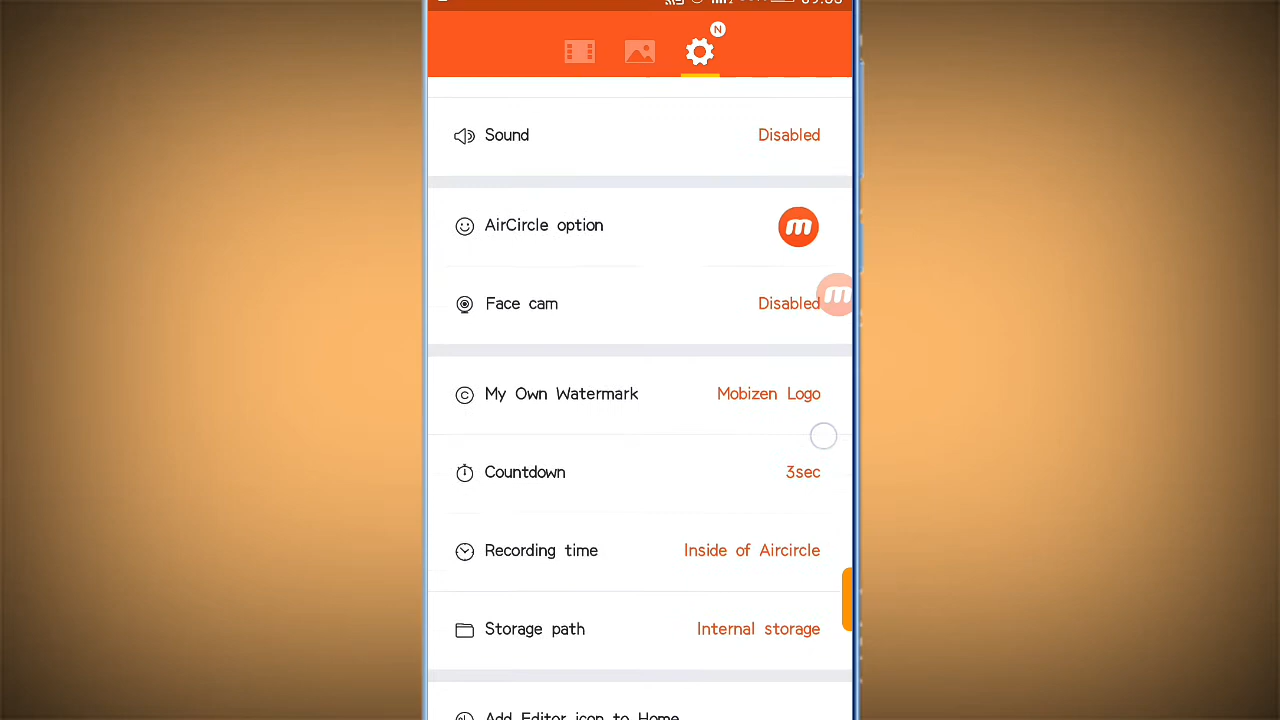 N
Sound Disabled
AirCircle option m
Face cam Disabled
m
My Own Watermark Mobizen Logo
Countdown 3sec
Recording time Inside of Aircircle
Storage path Internal storage
Add Editor icon to Home